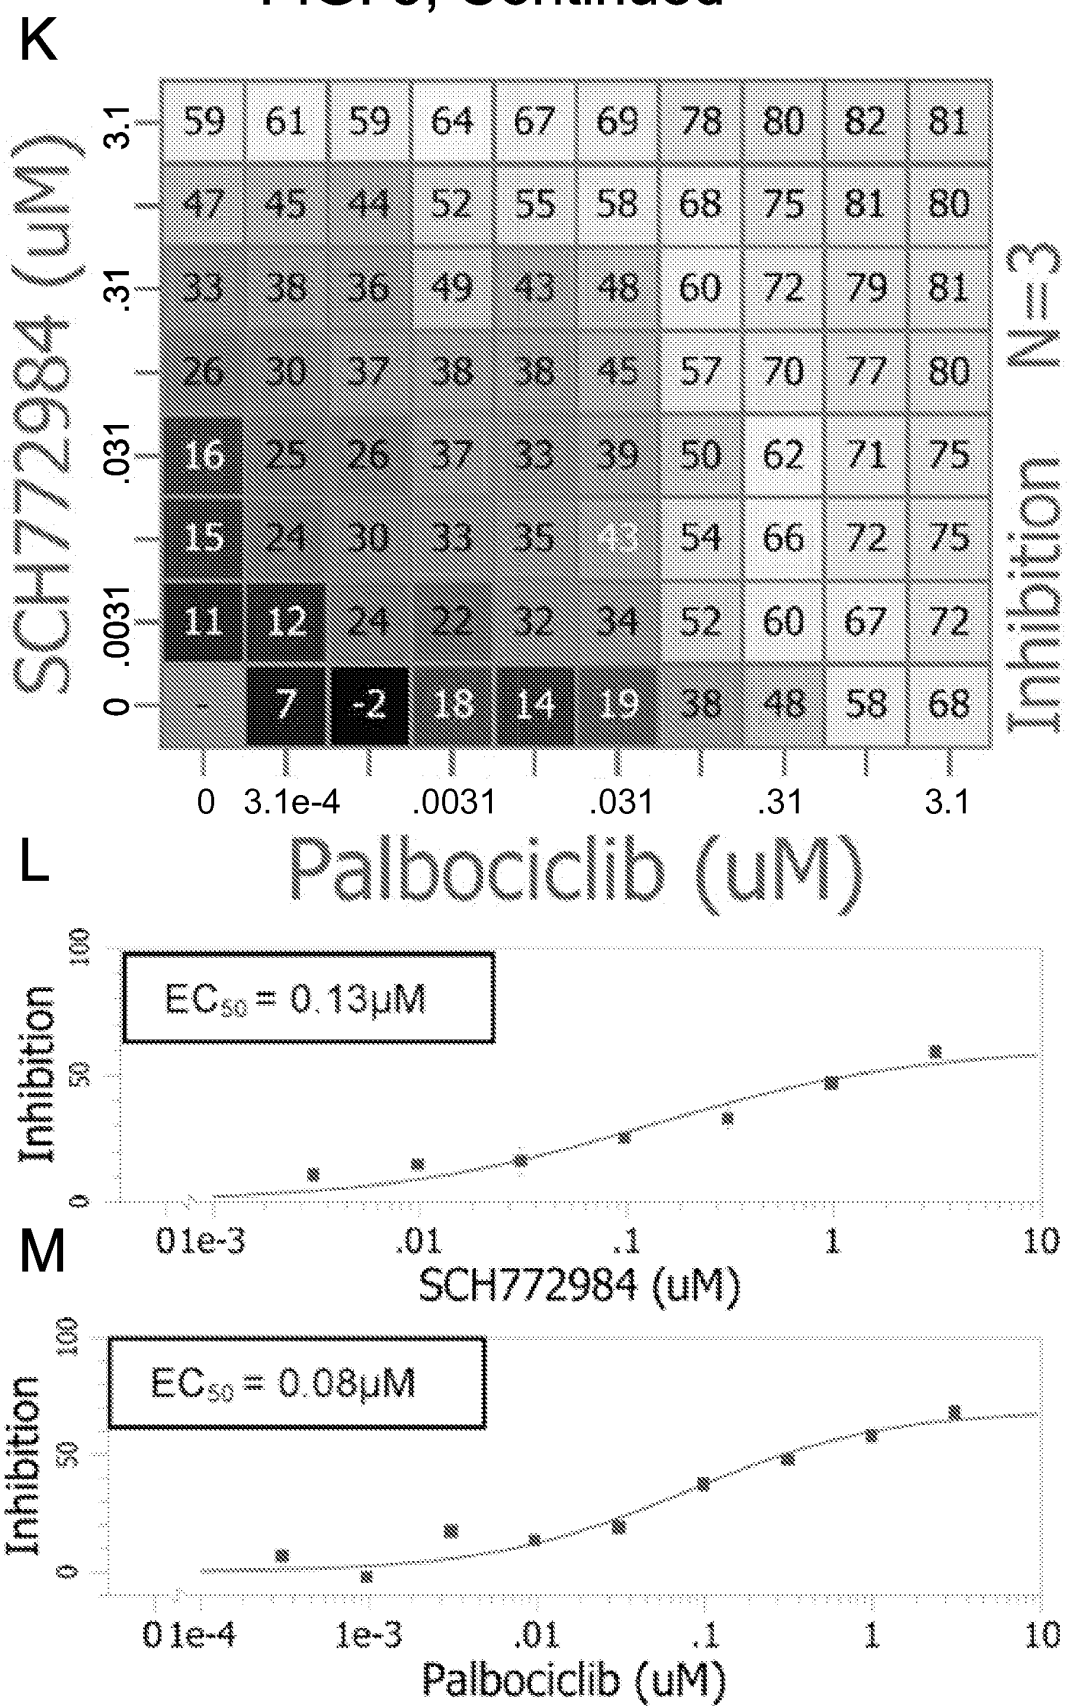 K
SCH772984 (uM)
3.1 59 61 59 64 67 69 78 80 82 81
47 45 44 52 55 58 68 75 81 80
.31 33 38 36 49 43 48 60 72 79 81
26 30 37 38 38 45 57 70 77 80
.031 16 25 26 37 33 39 50 62 71 75
15 24 30 33 35 43 54 66 72 75
.0031 11 12 24 22 32 34 52 60 67 72
0 - 7 -2 18 14 19 38 48 58 68
0 3.1e-4 .0031 .031 .31 3.1
Palbociclib (uM)
Inhibition N=3
L
EC50 = 0.13µM
Inhibition
100
50
0
0 1e-3 .01 .1 1 10
SCH772984 (uM)
M
EC50 = 0.08µM
Inhibition
100
50
0
0 1e-4 1e-3 .01 .1 1 10
Palbociclib (uM)